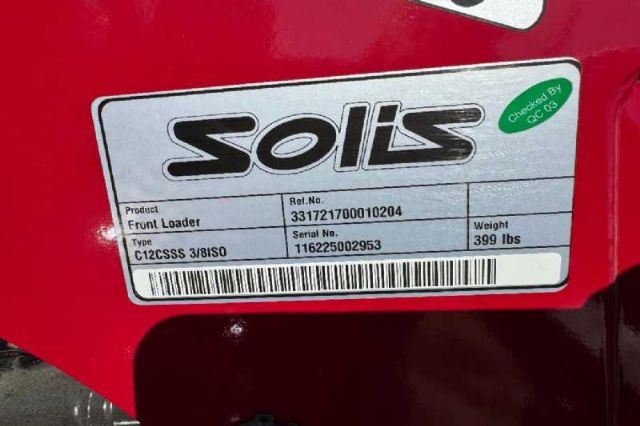 solis
Checked By
QC 03
Product
Front Loader
Ref.No.
331721700010204
Type
C12CSSS 3/8ISO
Serial No.
116225002953
Weight
399 lbs